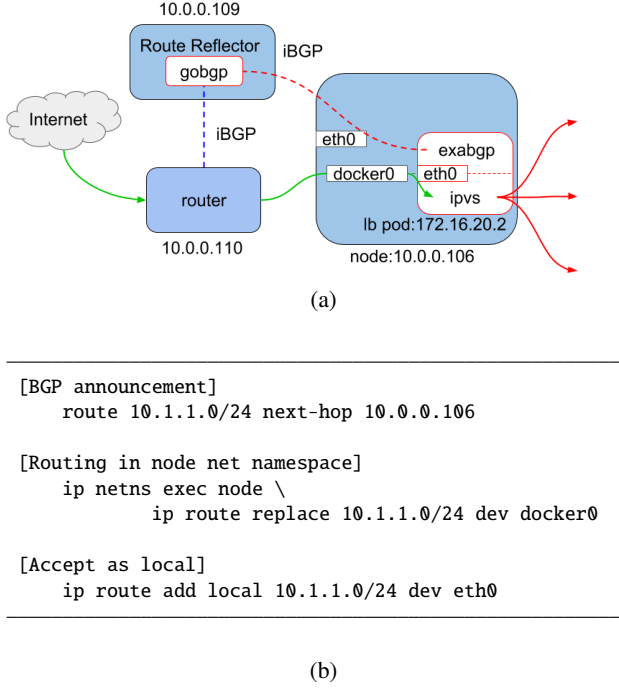 10.0.0.109
Route Reflector
iBGP
gobgp
Internet
iBGP
eth0
exabgp
docker0
eth0
router
ipvs
lb pod:172.16.20.2
10.0.0.110
node:10.0.0.106
(a)
[BGP announcement]
route 10.1.1.0/24 next-hop 10.0.0.106
[Routing in node net namespace]
ip netns exec node \
ip route replace 10.1.1.0/24 dev docker0
[Accept as local]
ip route add local 10.1.1.0/24 dev eth0
(b)